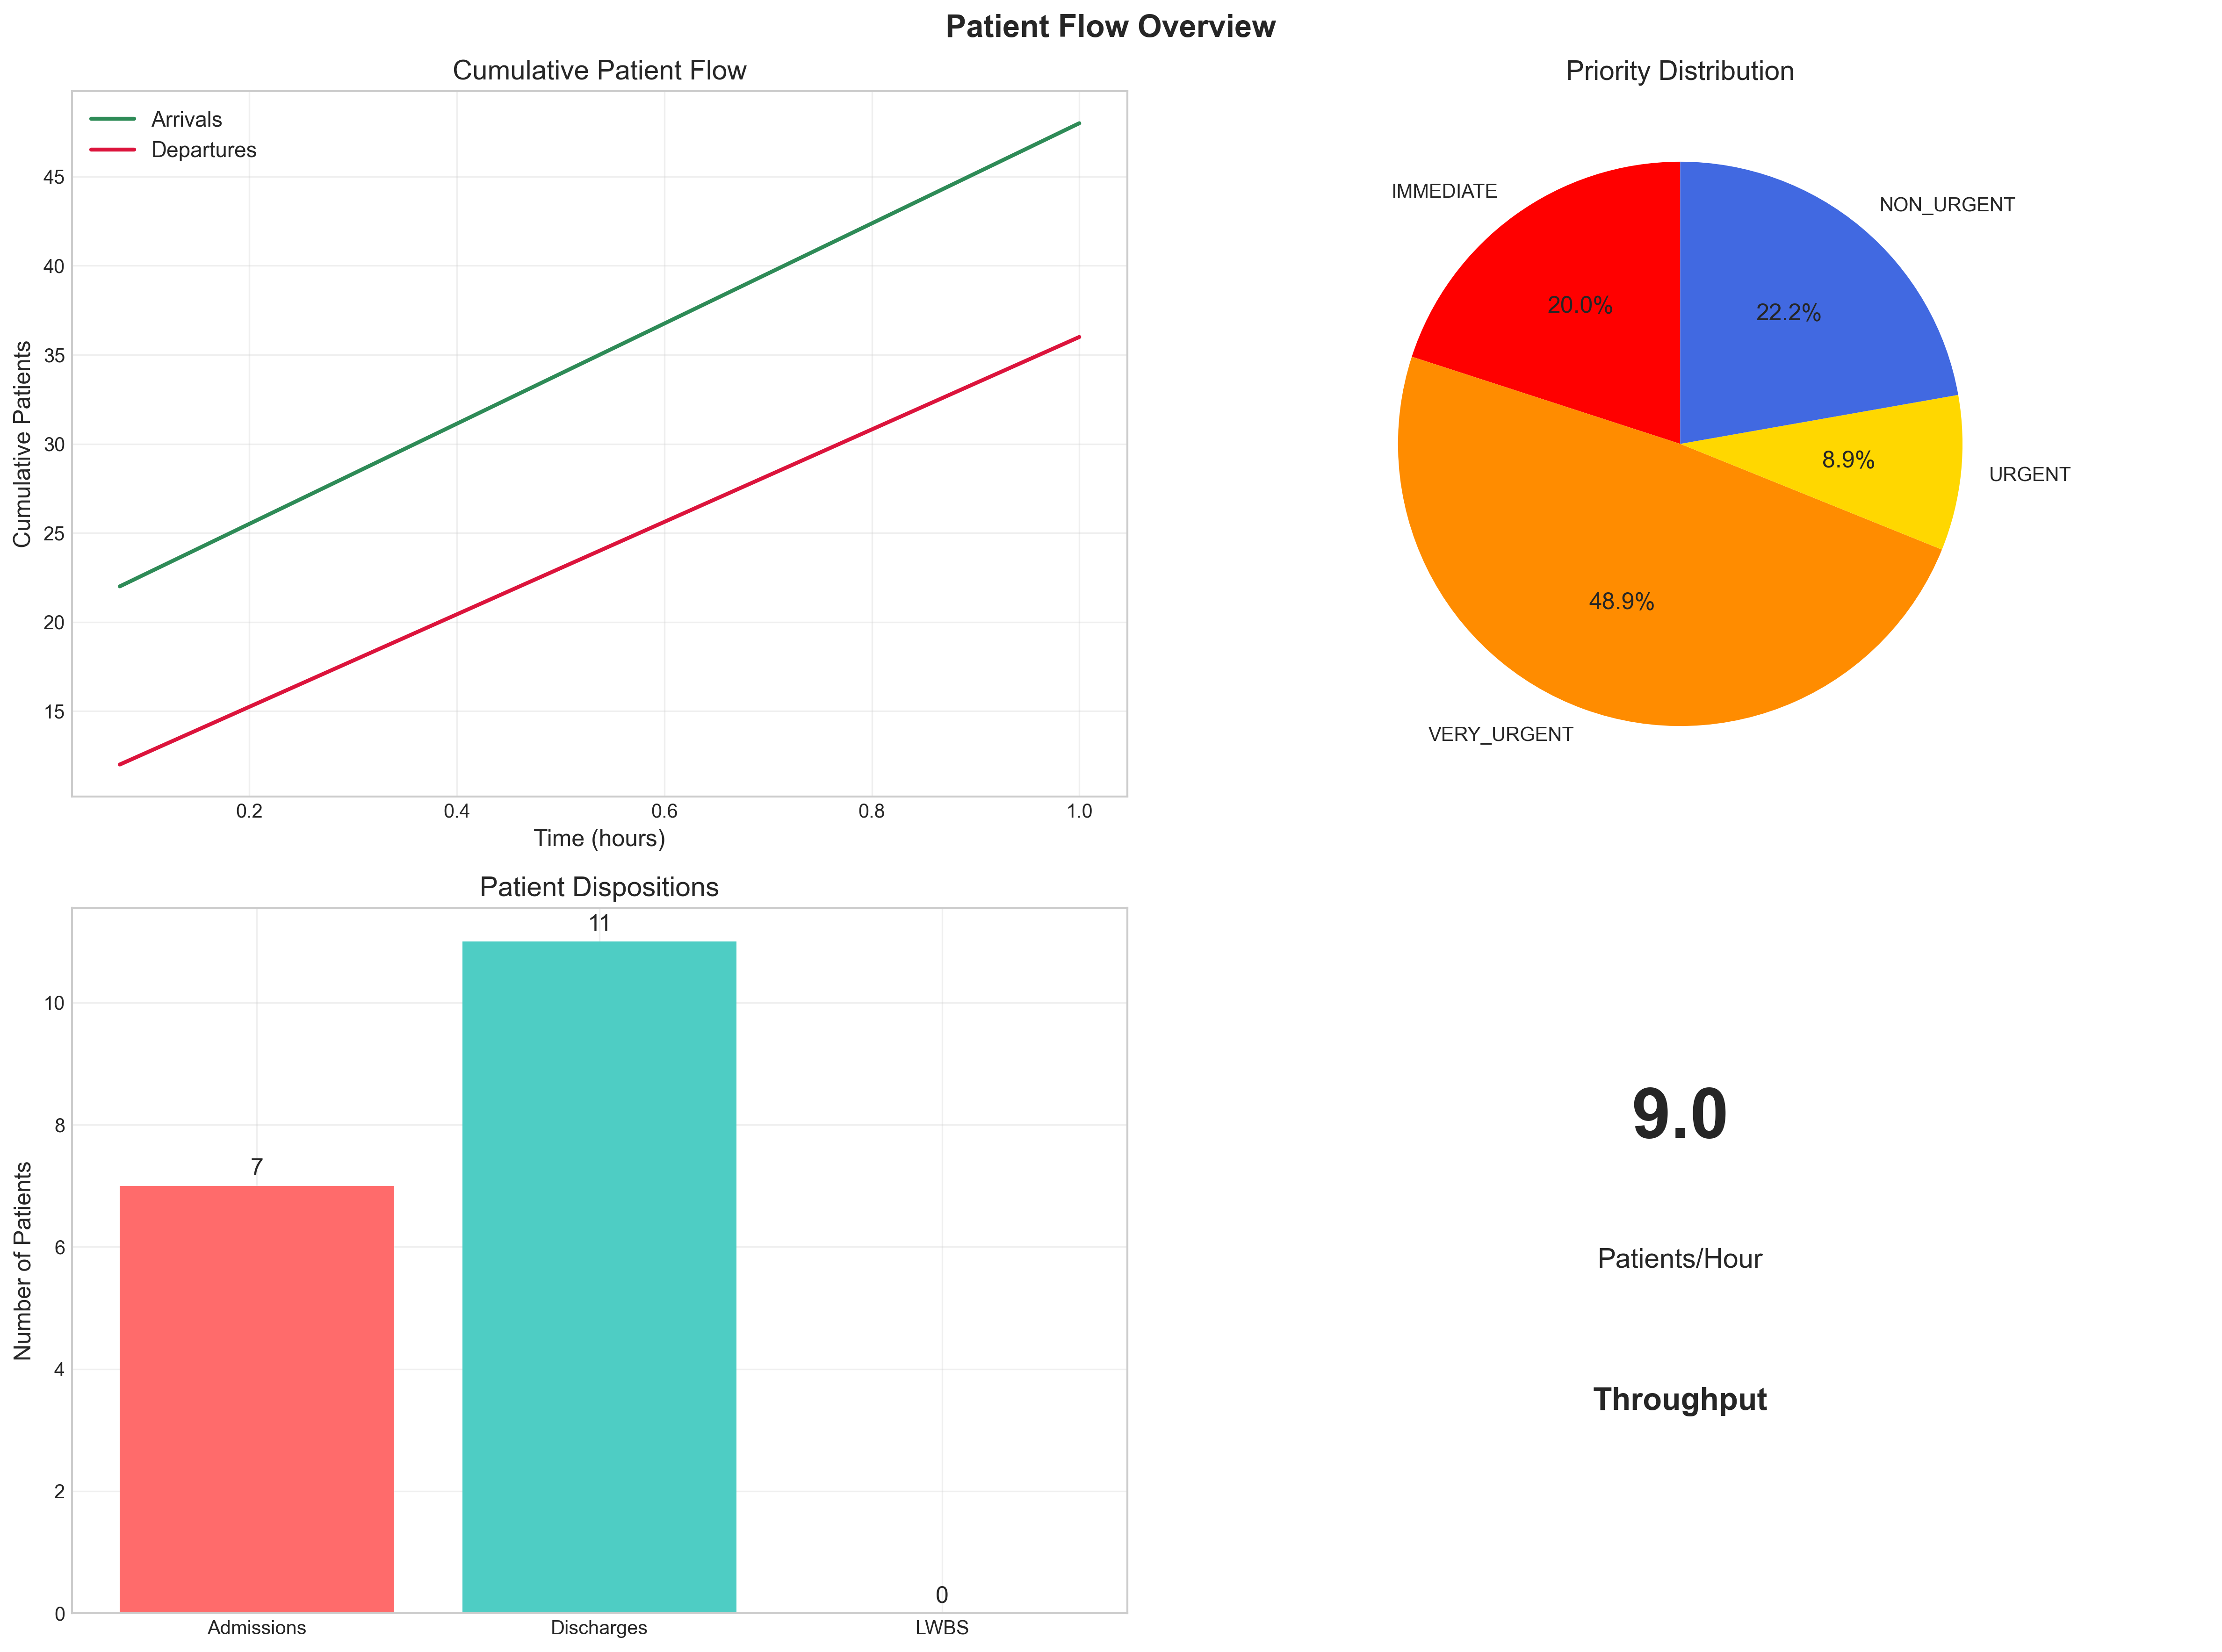 Patient Flow Overview
Cumulative Patient Flow
Arrivals
Departures
Cumulative Patients
45
40
35
30
25
20
15
0.2 0.4 0.6 0.8 1.0
Time (hours)
Priority Distribution
IMMEDIATE
NON_URGENT
20.0%
22.2%
8.9%
URGENT
48.9%
VERY_URGENT
Patient Dispositions
Number of Patients
11
10
8
7
6
4
2
0
0
Admissions Discharges LWBS
9.0
Patients/Hour
Throughput